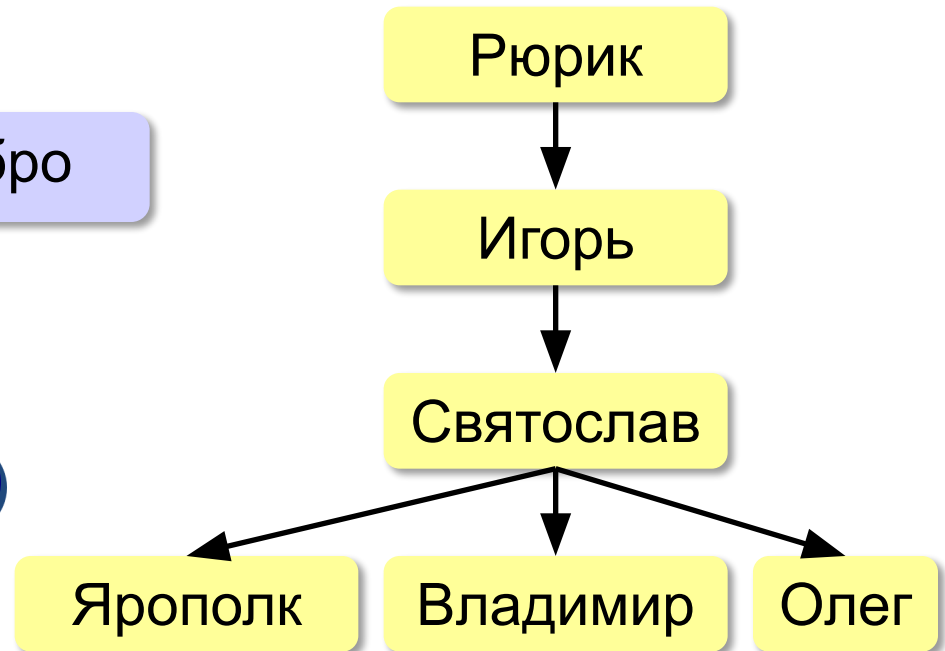 Рюрик
бро
Игорь
Святослав
Ярополк
Владимир
Олег